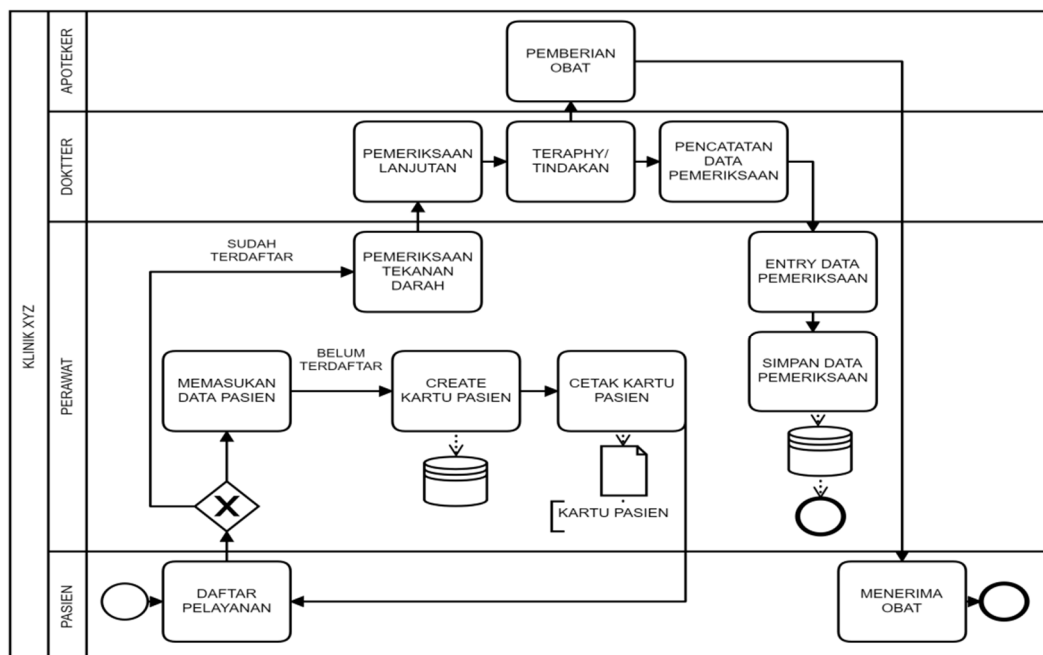 KLINIK XYZ
APOTEKER
PEMBERIAN
OBAT
DOKTTER
PEMERIKSAAN
LANJUTAN
TERAPHY/
TINDAKAN
PENCATATAN
DATA
PEMERIKSAAN
PERAWAT
SUDAH
TERDAFTAR
PEMERIKSAAN
TEKANAN
DARAH
ENTRY DATA
PEMERIKSAAN
MEMASUKAN
DATA PASIEN
BELUM
TERDAFTAR
CREATE
KARTU PASIEN
CETAK KARTU
PASIEN
SIMPAN DATA
PEMERIKSAAN
X
KARTU PASIEN
PASIEN
DAFTAR
PELAYANAN
MENERIMA
OBAT